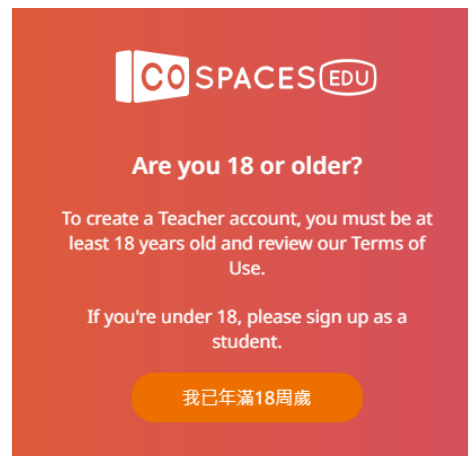 CO SPACES EDU
Are you 18 or older?
To create a Teacher account, you must be at
least 18 years old and review our Terms of
Use.
If you're under 18, please sign up as a
student.
我已年滿18周歲